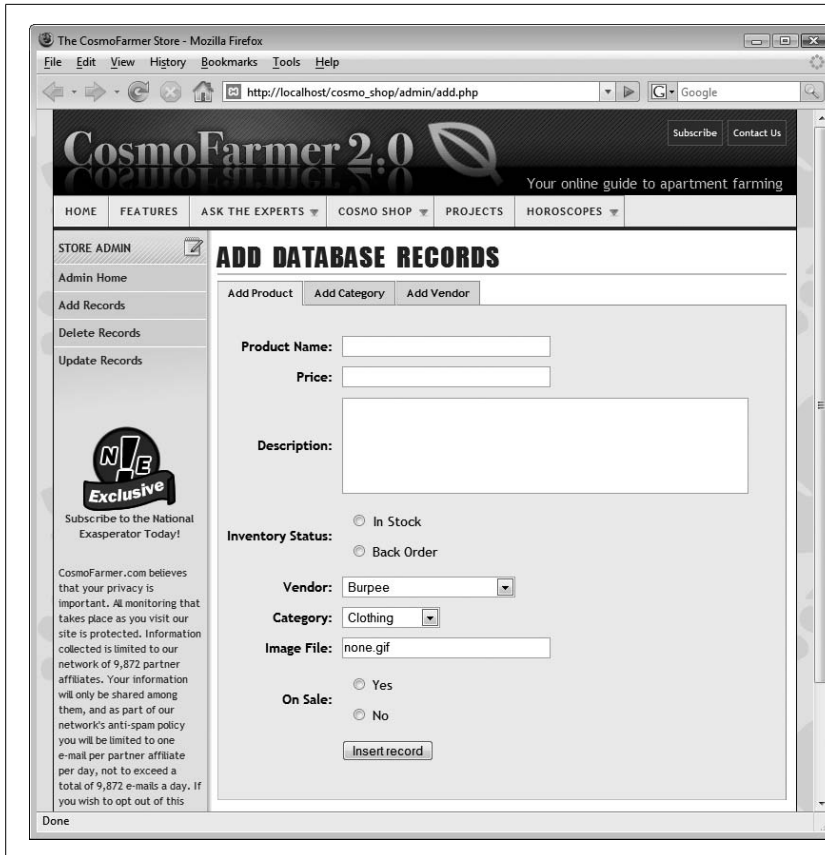 The CosmoFarmer Store - Mozilla Firefox
File Edit View History Bookmarks Tools Help
http://localhost/cosmo_shop/admin/add.php
G Google
CosmoFarmer 2.0
Subscribe Contact Us
Your online guide to apartment farming
HOME FEATURES ASK THE EXPERTS COSMO SHOP PROJECTS HOROSCOPES
STORE ADMIN
Admin Home
Add Records
Delete Records
Update Records
N!E
Exclusive
Subscribe to the National
Exasperator Today!
CosmoFarmer.com believes
that your privacy is
important. All monitoring that
takes place as you visit our
site is protected. Information
collected is limited to our
network of 9,872 partner
affiliates. Your information
will only be shared among
them, and as part of our
network's anti-spam policy
you will be limited to one
e-mail per partner affiliate
per day, not to exceed a
total of 9,872 e-mails a day. If
you wish to opt out of this
ADD DATABASE RECORDS
Add Product Add Category Add Vendor
Product Name:
Price:
Description:
Inventory Status:
In Stock
Back Order
Vendor: Burpee
Category: Clothing
Image File: none.gif
On Sale:
Yes
No
Insert record
Done